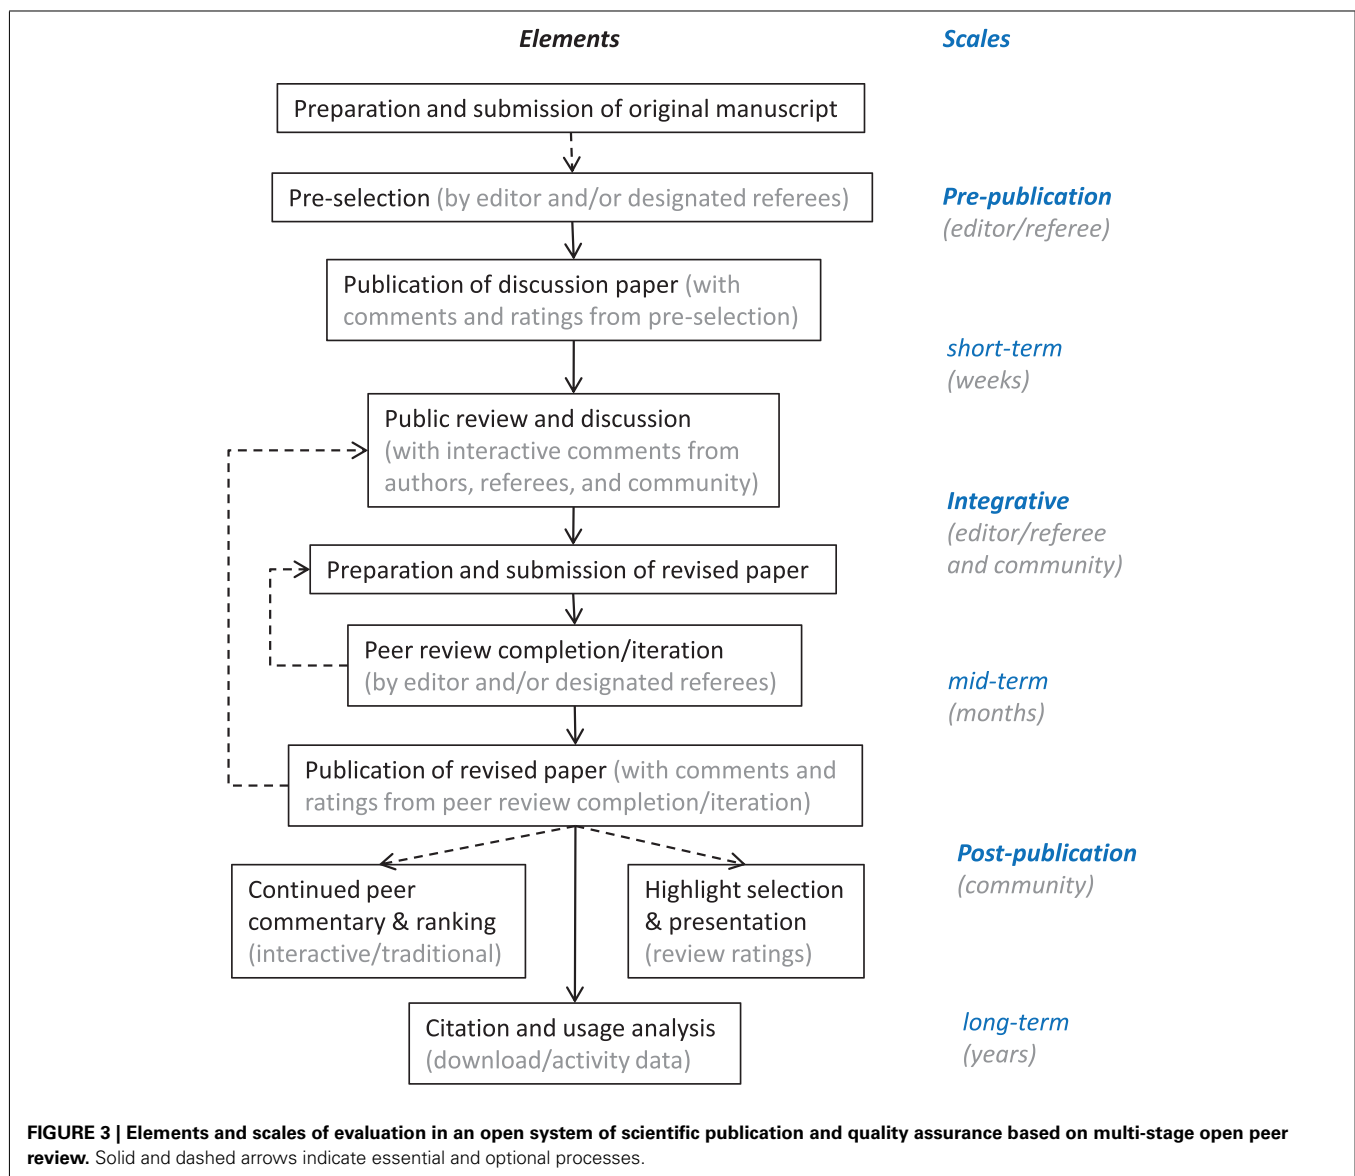 Elements
Scales
Preparation and submission of original manuscript
Pre-selection (by editor and/or designated referees)
Pre-publication
(editor/referee)
Publication of discussion paper (with
comments and ratings from pre-selection)
short-term
(weeks)
Public review and discussion
(with interactive comments from
authors, referees, and community)
Integrative
(editor/referee
and community)
Preparation and submission of revised paper
Peer review completion/iteration
(by editor and/or designated referees)
mid-term
(months)
Publication of revised paper (with comments and
ratings from peer review completion/iteration)
Post-publication
(community)
Continued peer
commentary & ranking
(interactive/traditional)
Highlight selection
& presentation
(review ratings)
Citation and usage analysis
(download/activity data)
long-term
(years)
FIGURE 3 | Elements and scales of evaluation in an open system of scientific publication and quality assurance based on multi-stage open peer
review. Solid and dashed arrows indicate essential and optional processes.